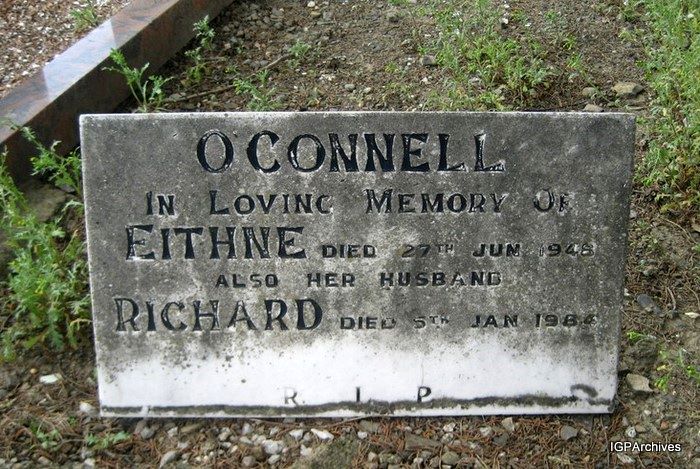 O'CONNELL
IN LOVING MEMORY OF
EITHNE DIED 27TH JUN 1948
ALSO HER HUSBAND
RICHARD DIED 5TH JAN 1984
R I P
IGPArchives